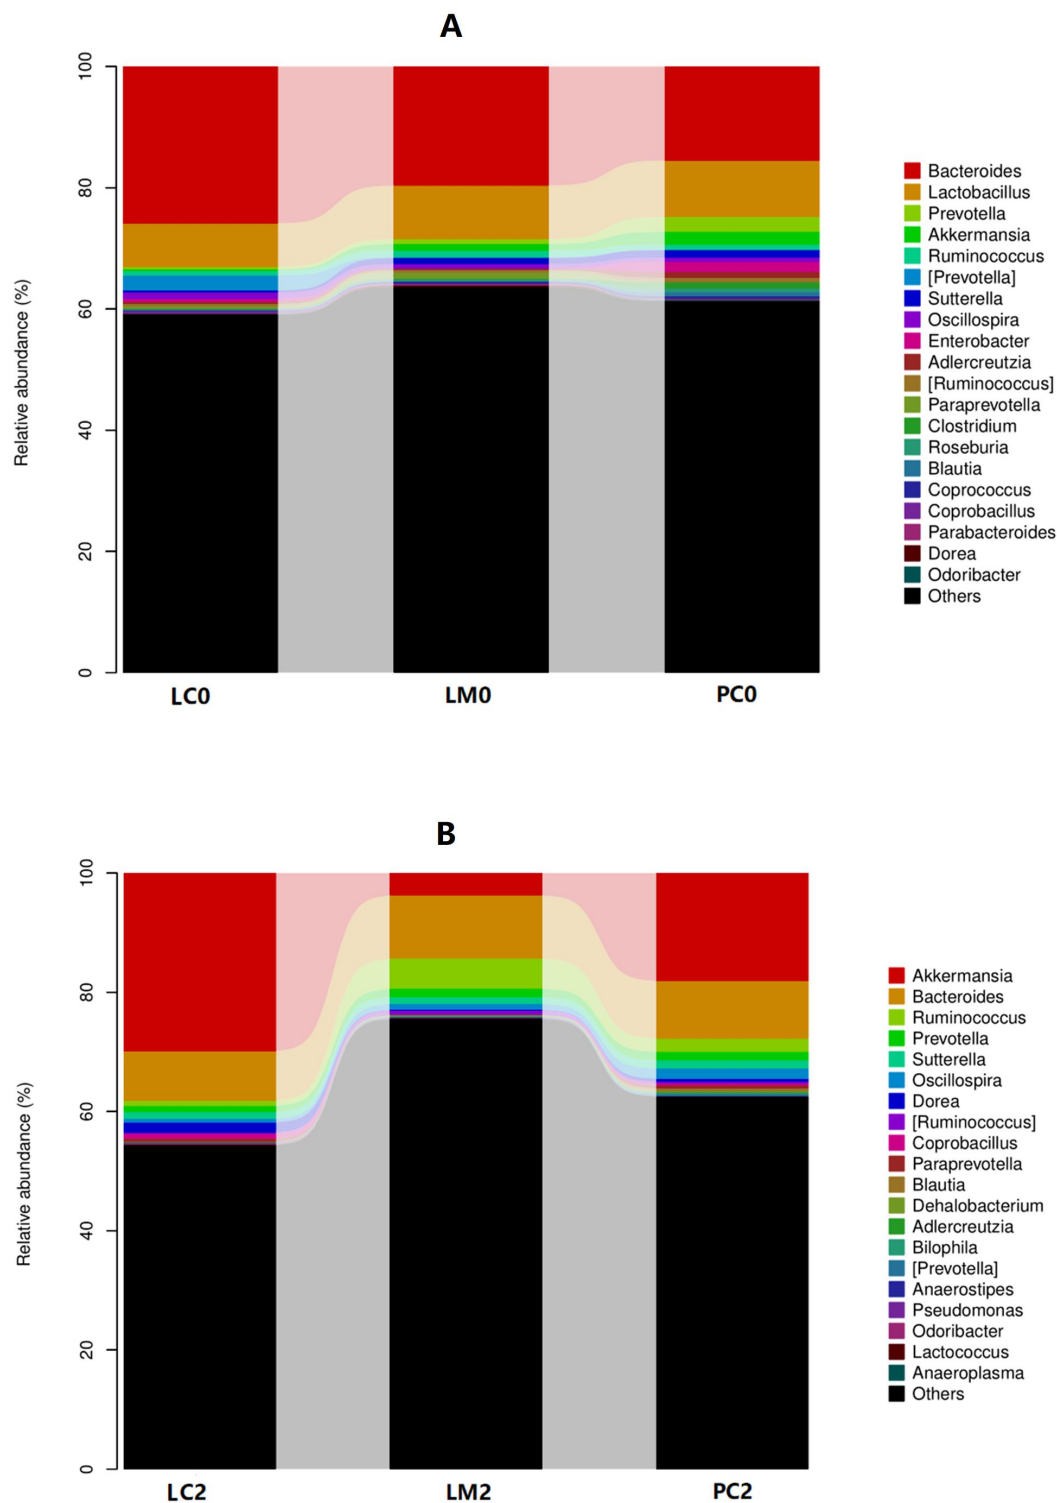 A
Relative abundance (%)
100
80
60
40
20
0
LC0 LM0 PC0
Bacteroides
Lactobacillus
Prevotella
Akkermansia
Ruminococcus
[Prevotella]
Sutterella
Oscillospira
Enterobacter
Adlercreutzia
[Ruminococcus]
Paraprevotella
Clostridium
Roseburia
Blautia
Coprococcus
Coprobacillus
Parabacteroides
Dorea
Odoribacter
Others
B
Relative abundance (%)
100
80
60
40
20
0
LC2 LM2 PC2
Akkermansia
Bacteroides
Ruminococcus
Prevotella
Sutterella
Oscillospira
Dorea
[Ruminococcus]
Coprobacillus
Paraprevotella
Blautia
Dehalobacterium
Adlercreutzia
Bilophila
[Prevotella]
Anaerostipes
Pseudomonas
Odoribacter
Lactococcus
Anaeroplasma
Others